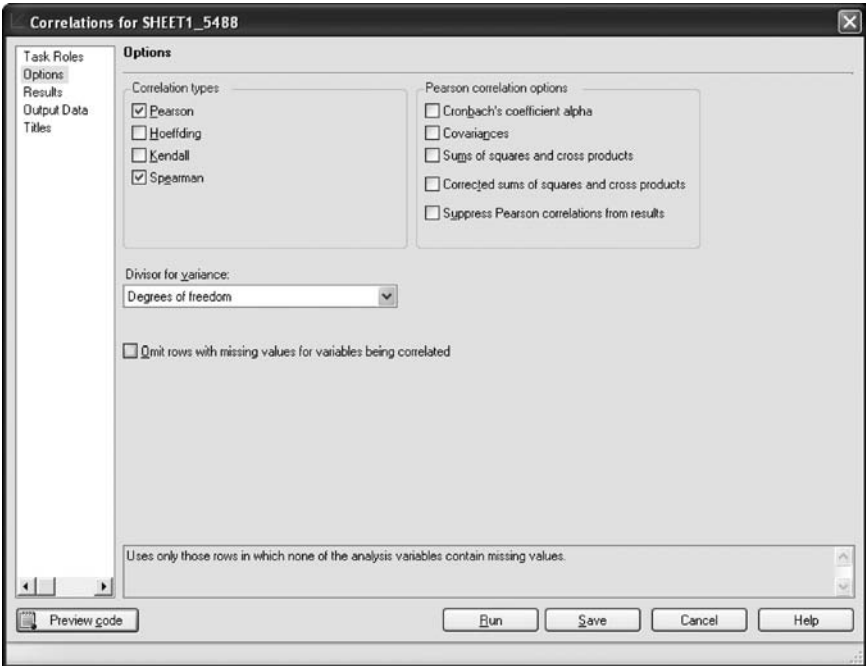 Correlations for SHEET1_5488
Task Roles
Options
Results
Output Data
Titles
Options
Correlation types
Pearson
Hoeffding
Kendall
Spearman
Pearson correlation options
Cronbach's coefficient alpha
Covariances
Sums of squares and cross products
Corrected sums of squares and cross products
Suppress Pearson correlations from results
Divisor for variance:
Degrees of freedom
Omit rows with missing values for variables being correlated
Uses only those rows in which none of the analysis variables contain missing values.
Preview code
Run
Save
Cancel
Help